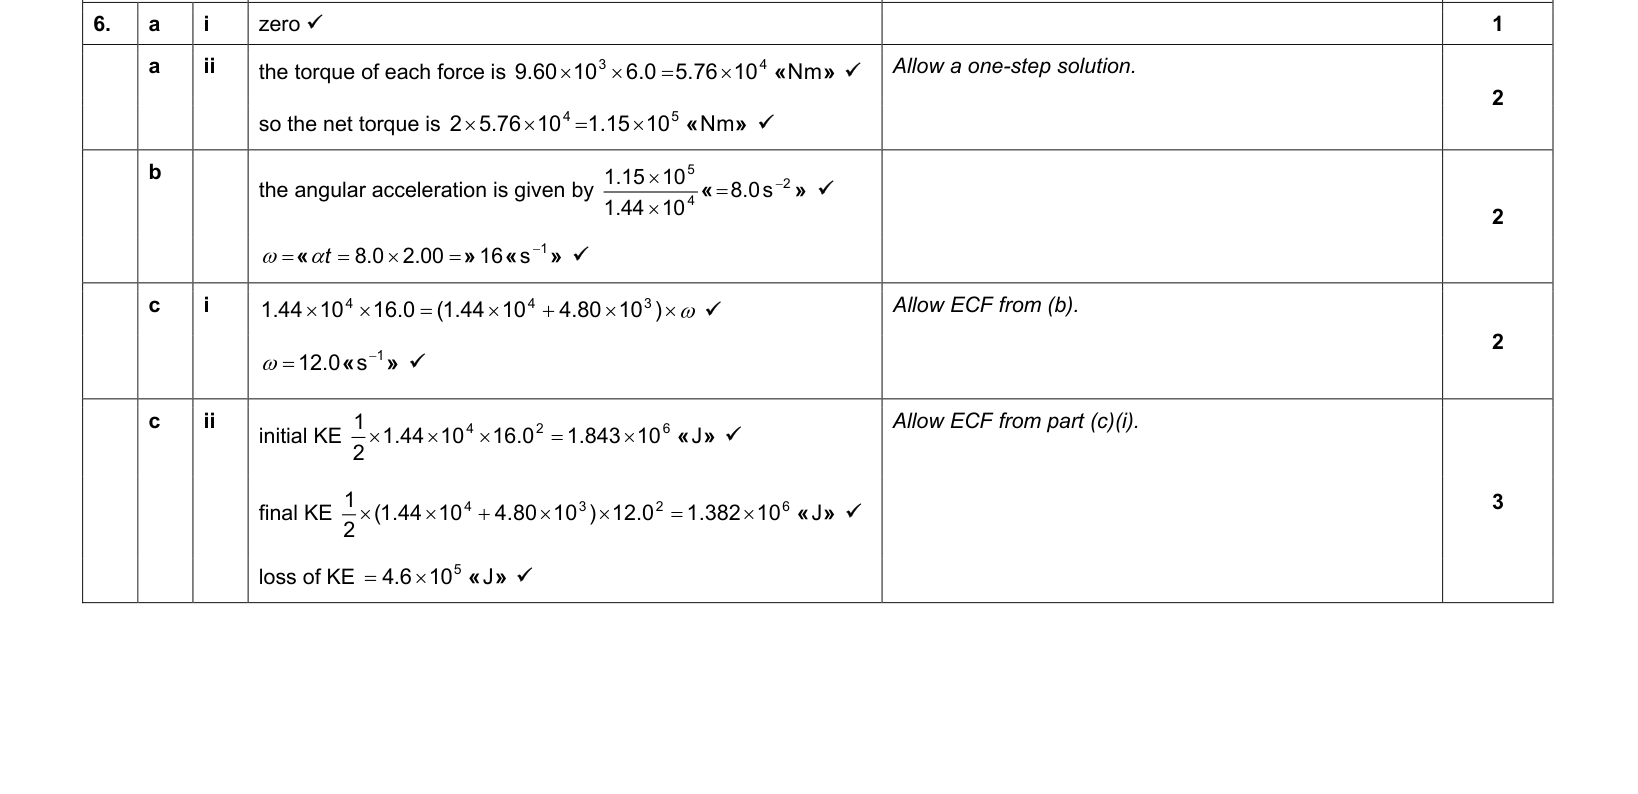 6. a i zero ✓ 1
a ii the torque of each force is 9.60×10³×6.0=5.76×10⁴ «Nm» ✓ Allow a one-step solution.
2
so the net torque is 2×5.76×10⁴=1.15×10⁵ «Nm» ✓
b the angular acceleration is given by 1.15×10⁵/1.44×10⁴ «=8.0s⁻²» ✓
2
ω=«αt=8.0×2.00=»16«s⁻¹» ✓
c i 1.44×10⁴×16.0=(1.44×10⁴+4.80×10³)×ω ✓ Allow ECF from (b).
2
ω=12.0«s⁻¹» ✓
c ii initial KE 1/2×1.44×10⁴×16.0²=1.843×10⁶ «J» ✓ Allow ECF from part (c)(i).
final KE 1/2×(1.44×10⁴+4.80×10³)×12.0²=1.382×10⁶ «J» ✓ 3
loss of KE =4.6×10⁵ «J» ✓